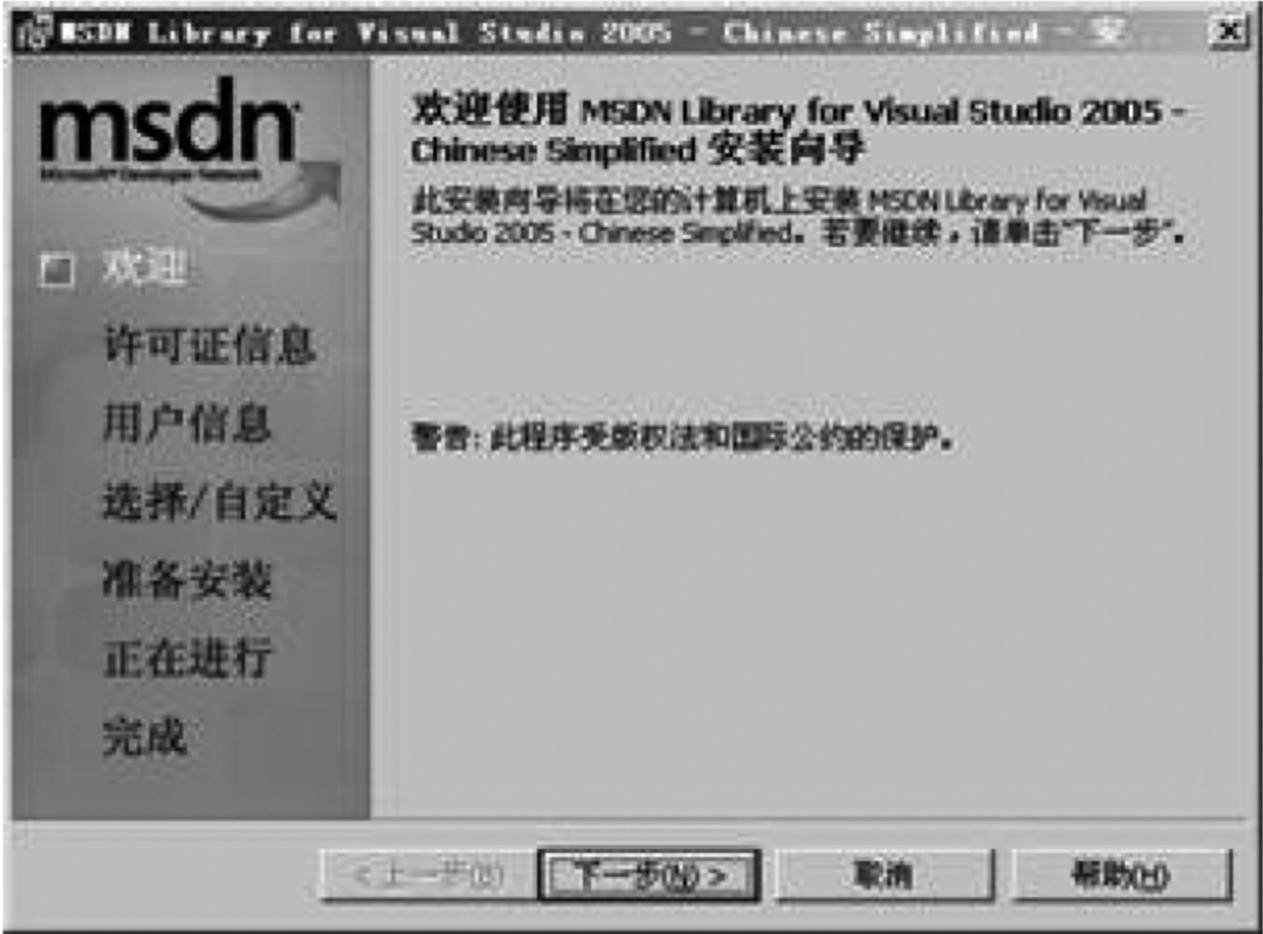 MSDN Library for Visual Studio 2005 - Chinese Simplified - 安...
msdn
Microsoft Developer Network
欢迎
许可证信息
用户信息
选择/自定义
准备安装
正在进行
完成
欢迎使用 MSDN Library for Visual Studio 2005 -
Chinese Simplified 安装向导
此安装向导将在您的计算机上安装 MSDN Library for Visual
Studio 2005 - Chinese Simplified。若要继续，请单击“下一步”。
警告: 此程序受版权法和国际公约的保护。
<上一步(B)
下一步(N) >
取消
帮助(H)